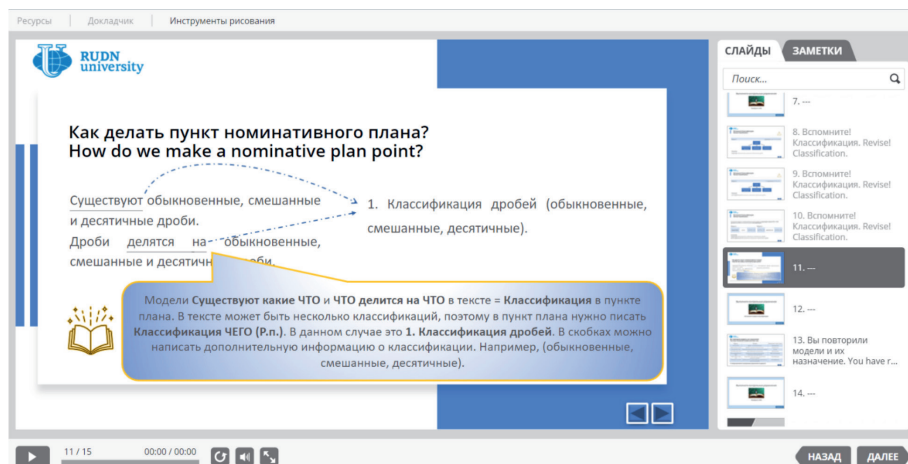 Ресурсы
Докладчик
Инструменты рисования
RUDN
university
Как делать пункт номинативного плана?
How do we make a nominative plan point?
Существуют обыкновенные, смешанные
и десятичные дроби.
Дроби делятся на обыкновенные,
смешанные и десятичн
1. Классификация дробей (обыкновенные,
смешанные, десятичные).
Модели Существуют какие ЧТО и ЧТО делится на ЧТО в тексте = Классификация в пункте
плана. В тексте может быть несколько классификаций, поэтому в пункт плана нужно писать
Классификация ЧЕГО (Р.п.). В данном случае это 1. Классификация дробей. В скобках можно
написать дополнительную информацию о классификации. Например, (обыкновенные,
смешанные, десятичные).
СЛАЙДЫ
ЗАМЕТКИ
Поиск...
7. ---
8. Вспомните!
Классификация. Revise!
Classification.
9. Вспомните!
Классификация. Revise!
Classification.
10. Вспомните!
Классификация. Revise!
Classification.
11. ---
12. ---
13. Вы повторили
модели и их
назначение. You have r...
14. ---
11 / 15
00:00 / 00:00
НАЗАД
ДАЛЕЕ